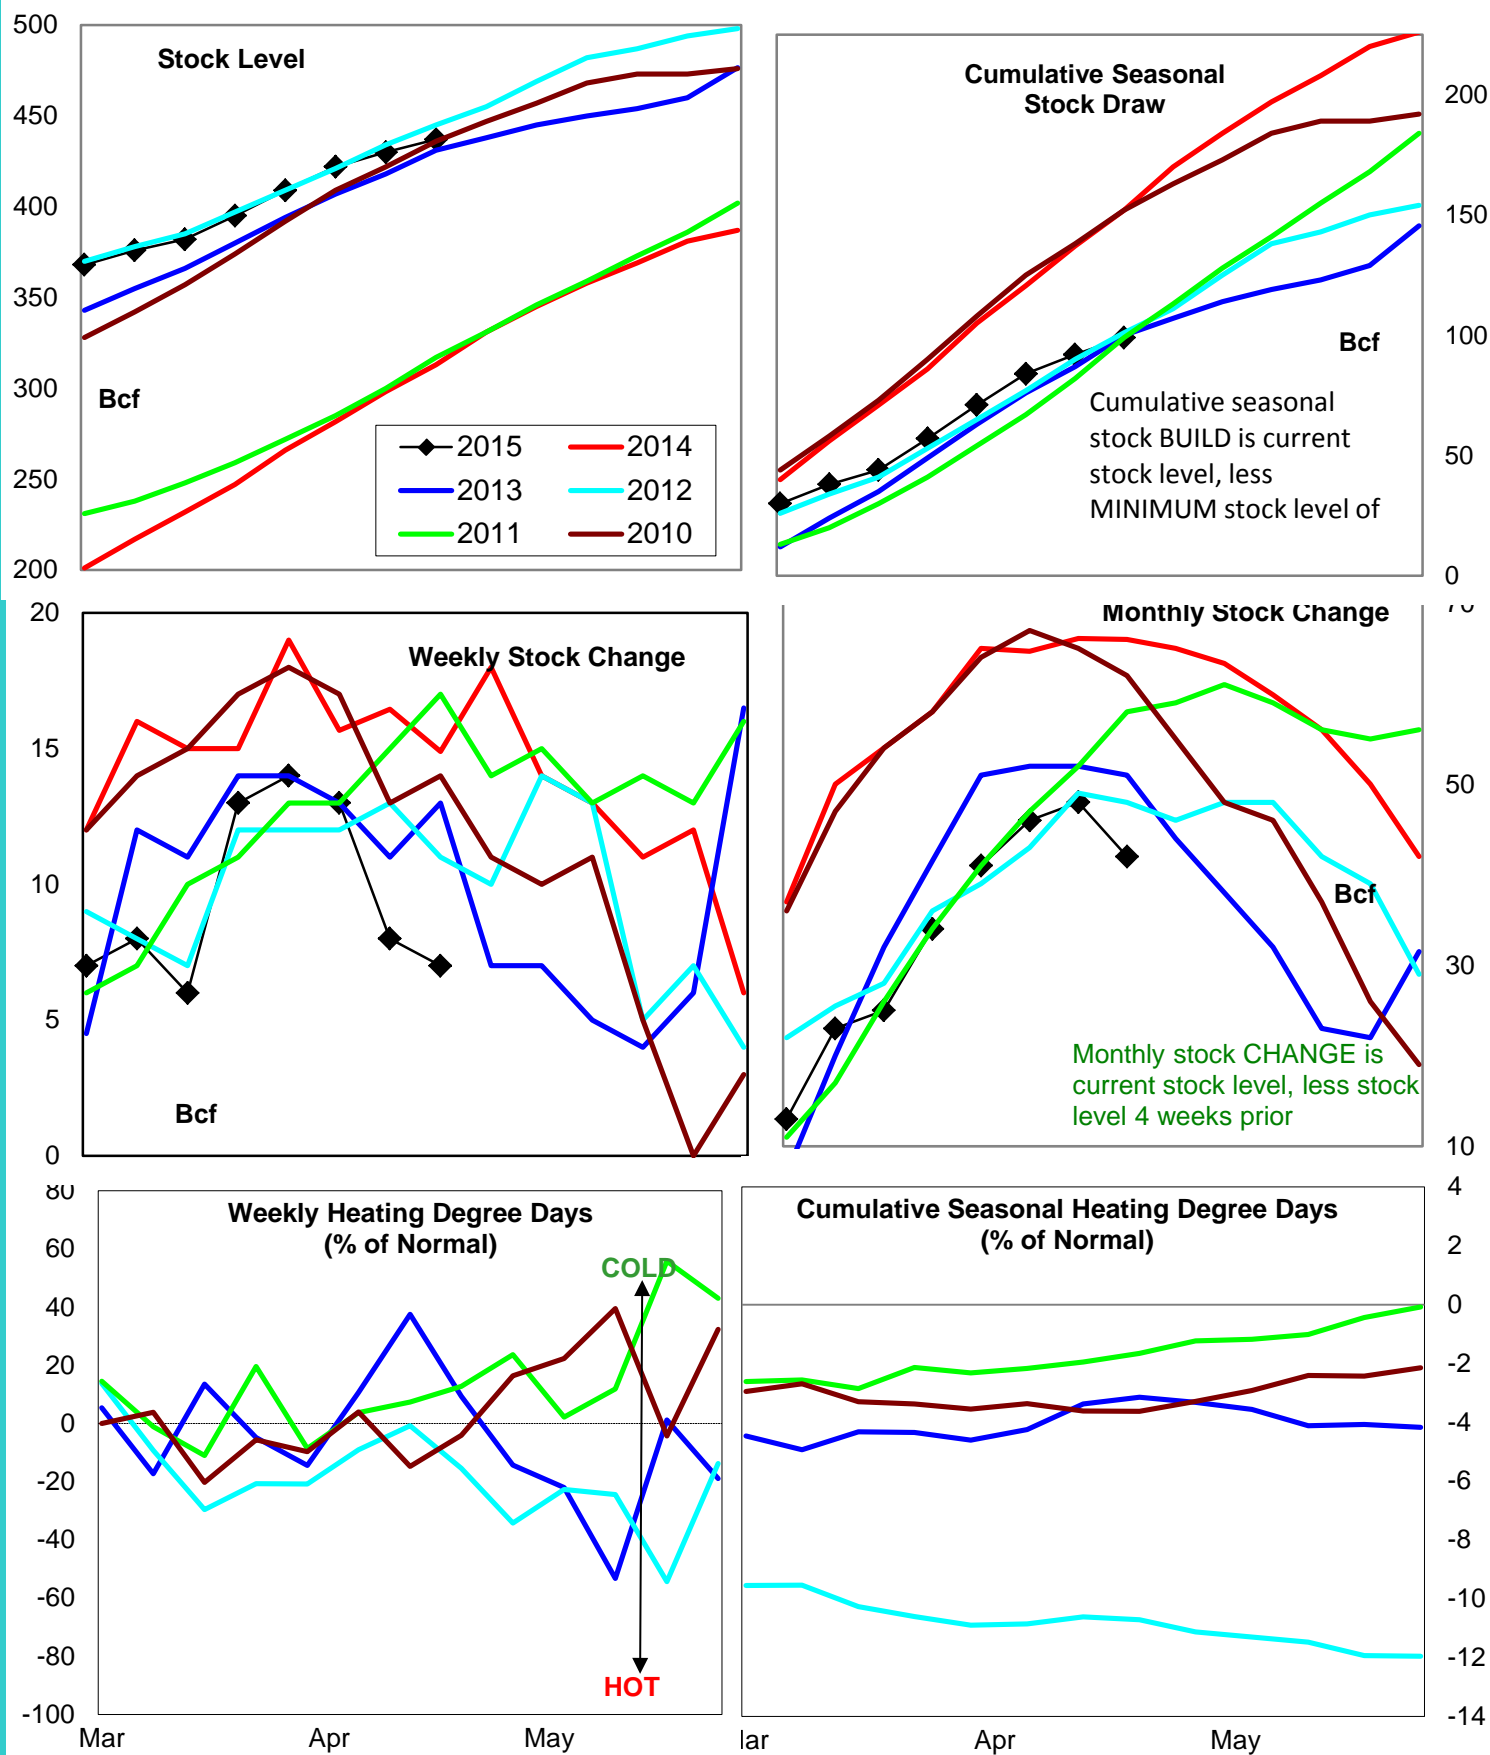 500
450
400
350
300
250
200
Stock Level
Bcf
2015
2014
2013
2012
2011
2010
Cumulative Seasonal
Stock Draw
200
150
100
50
0
Bcf
Cumulative seasonal
stock BUILD is current
stock level, less
MINIMUM stock level of
20
15
10
5
0
Weekly Stock Change
Bcf
Monthly Stock Change
70
50
30
10
Bcf
Monthly stock CHANGE is
current stock level, less stock
level 4 weeks prior
80
60
40
20
0
-20
-40
-60
-80
-100
Weekly Heating Degree Days
(% of Normal)
COLD
HOT
Mar
Apr
May
Cumulative Seasonal Heating Degree Days
(% of Normal)
4
2
0
-2
-4
-6
-8
-10
-12
-14
ar
Apr
May